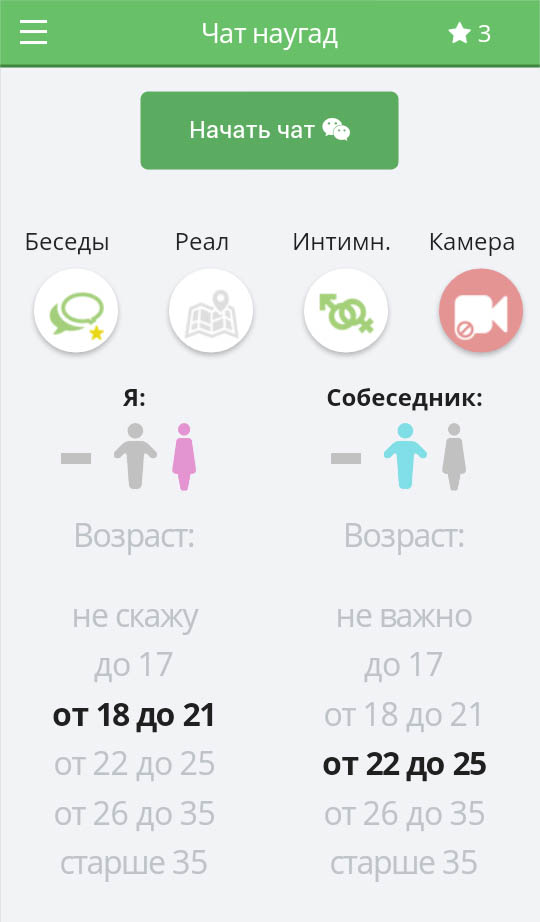 Чат наугад
3
Начать чат
Беседы Реал Интимн. Камера
Я: Собеседник:
Возраст: Возраст:
не скажу не важно
до 17 до 17
от 18 до 21 от 18 до 21
от 22 до 25 от 22 до 25
от 26 до 35 от 26 до 35
старше 35 старше 35